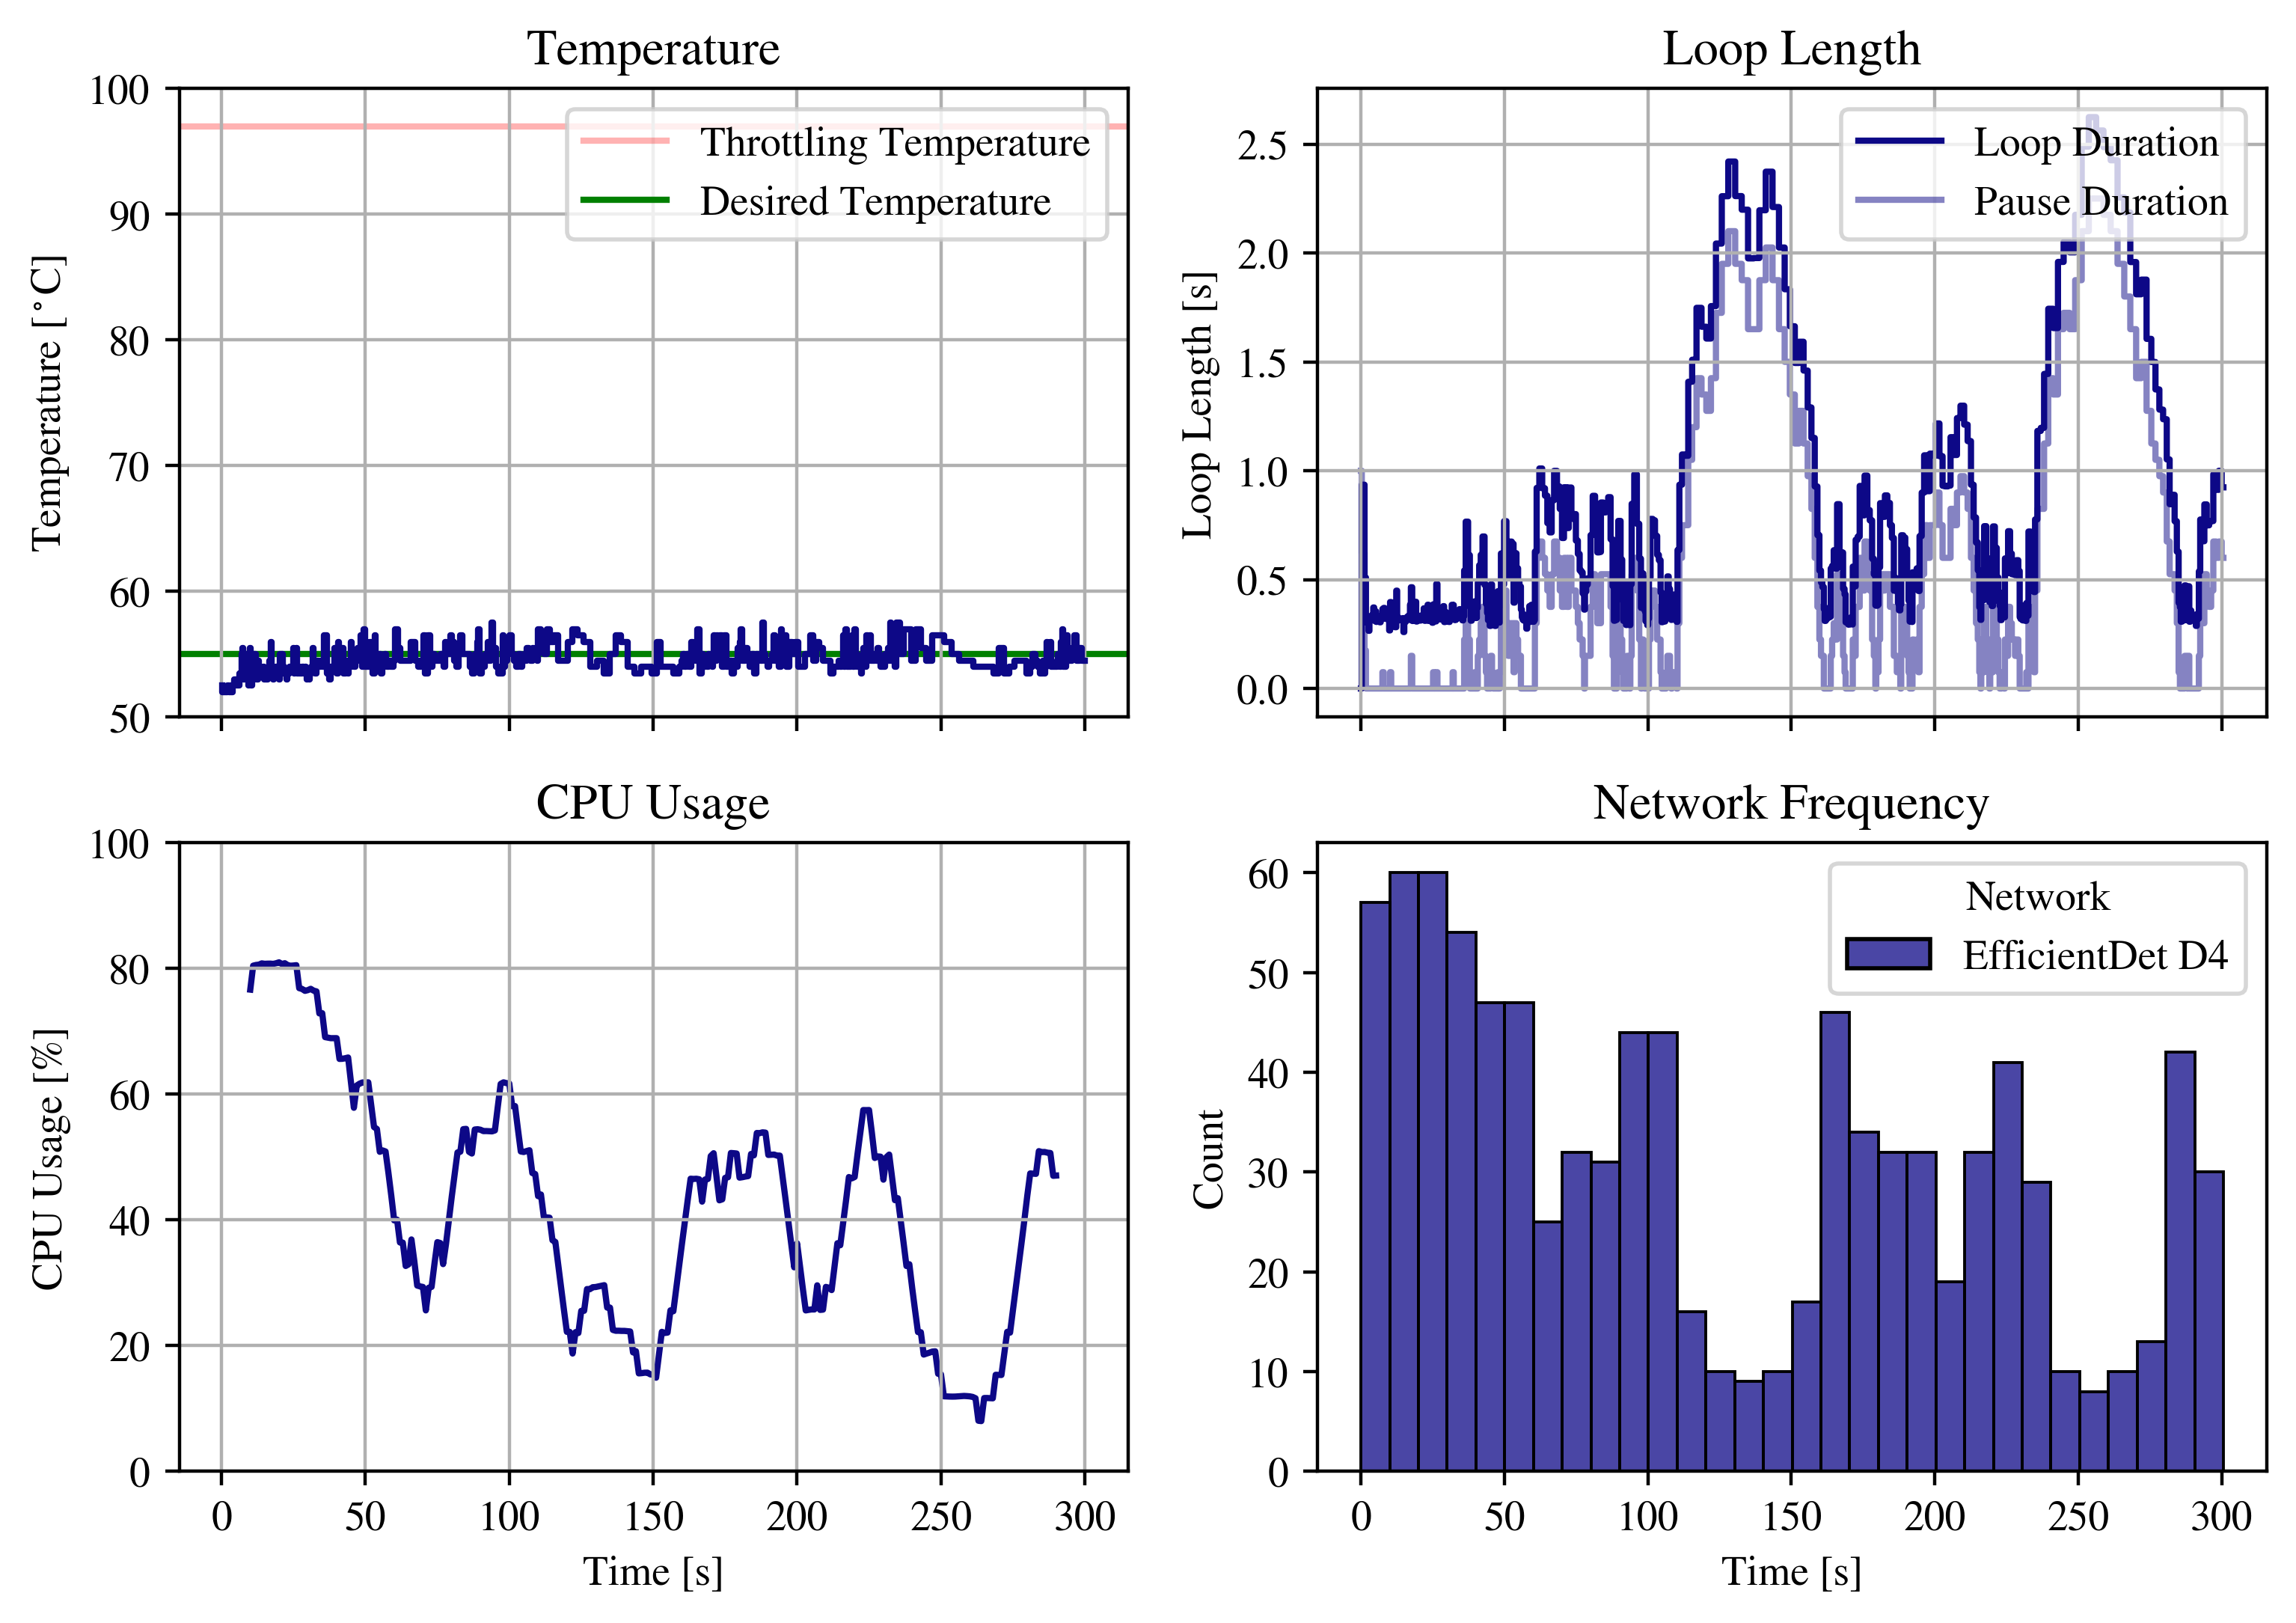 Temperature
100
90
80
70
60
50
Temperature [°C]
Throttling Temperature
Desired Temperature
Loop Length
2.5
2.0
1.5
1.0
0.5
0.0
Loop Length [s]
Loop Duration
Pause Duration
CPU Usage
100
80
60
40
20
0
CPU Usage [%]
0 50 100 150 200 250 300
Time [s]
Network Frequency
60
50
40
30
20
10
0
Count
Network
EfficientDet D4
0 50 100 150 200 250 300
Time [s]